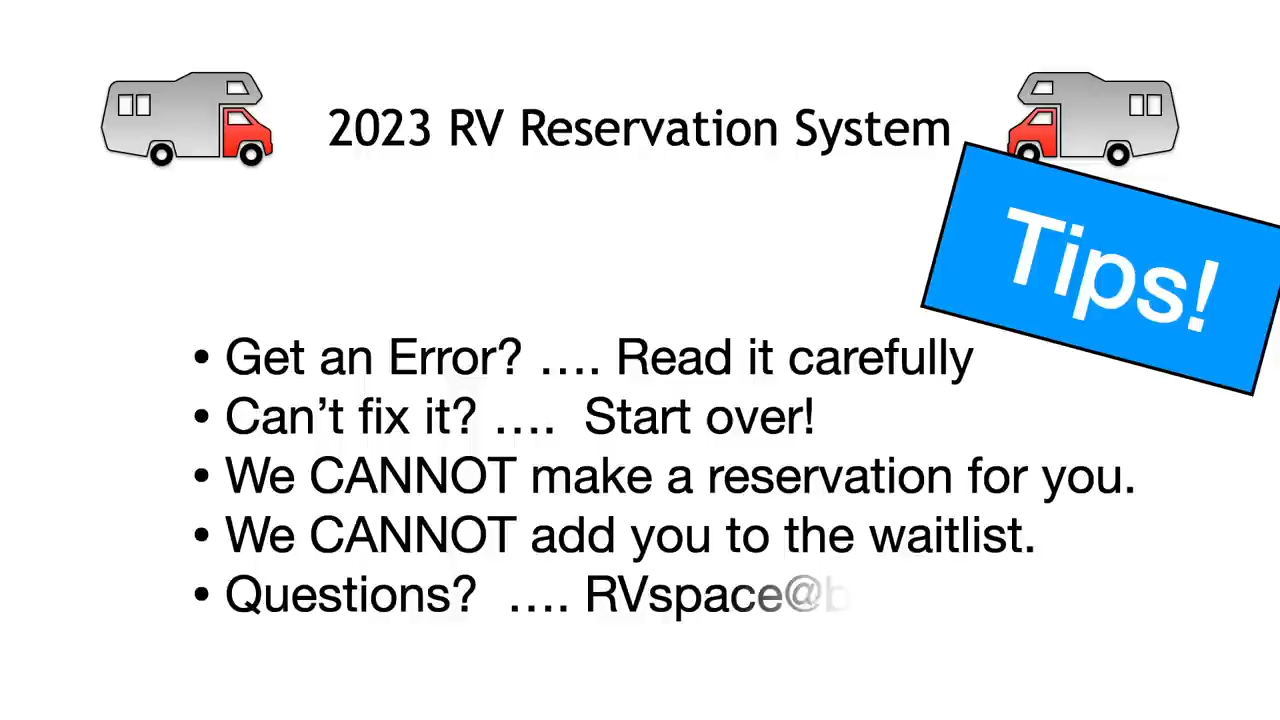 2023 RV Reservation System
Tips!
• Get an Error? …. Read it carefully
• Can’t fix it? …. Start over!
• We CANNOT make a reservation for you.
• We CANNOT add you to the waitlist.
• Questions? …. RVspace@b